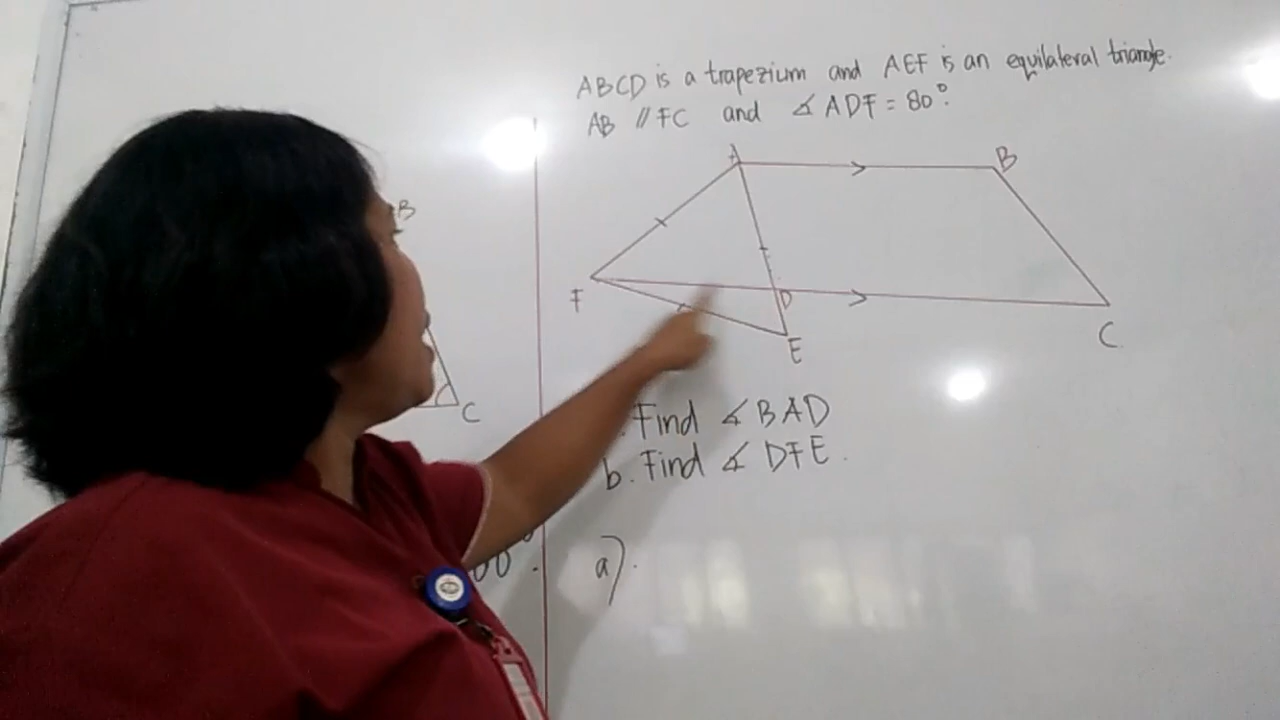 ABCD is a trapezium and AEF is an equilateral triangle.
AB // FC and ∡ ADF = 80°.
A
B
B
F
D
E
C
C
. Find ∡ BAD
b. Find ∡ DFE.
a).